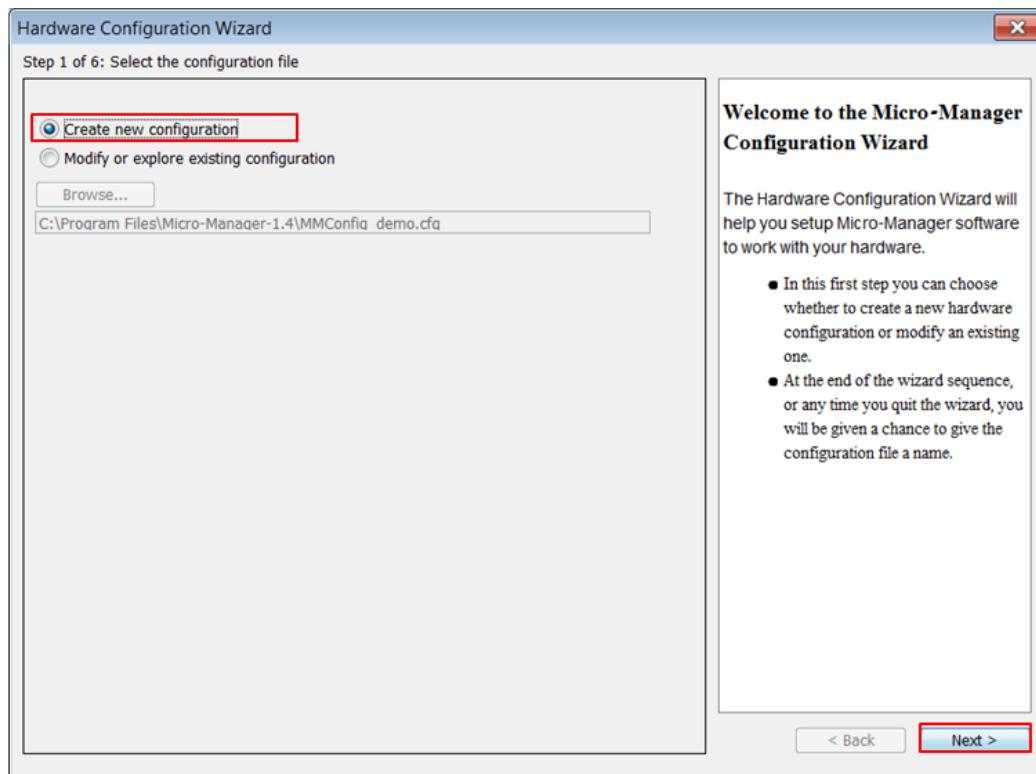 Hardware Configuration Wizard
Step 1 of 6: Select the configuration file
Create new configuration
Modify or explore existing configuration
Browse...
C:\Program Files\Micro-Manager-1.4\MMConfig_demo.cfg
Welcome to the Micro-Manager
Configuration Wizard
The Hardware Configuration Wizard will
help you setup Micro-Manager software
to work with your hardware.
● In this first step you can choose
whether to create a new hardware
configuration or modify an existing
one.
● At the end of the wizard sequence,
or any time you quit the wizard, you
will be given a chance to give the
configuration file a name.
< Back
Next >